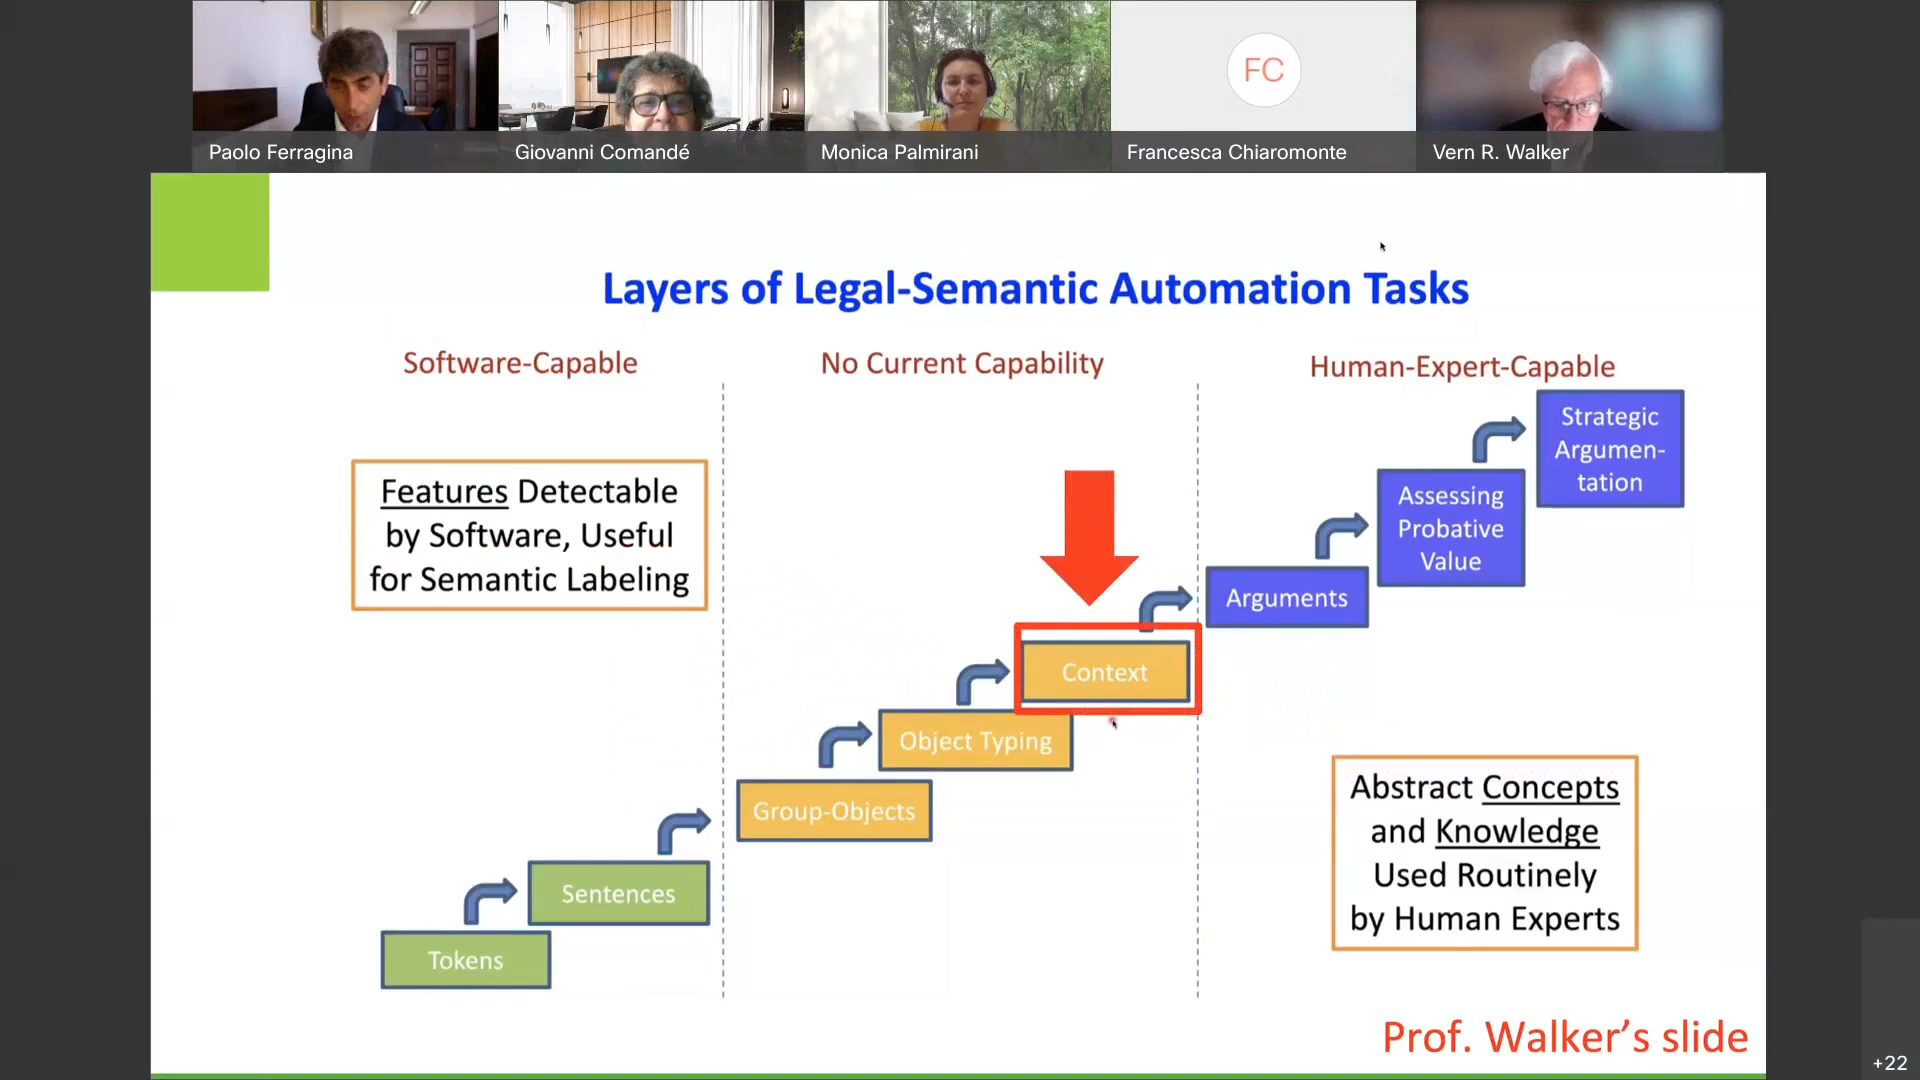 Paolo Ferragina
Giovanni Comandé
Monica Palmirani
FC
Francesca Chiaromonte
Vern R. Walker
Layers of Legal-Semantic Automation Tasks
Software-Capable
No Current Capability
Human-Expert-Capable
Features Detectable
by Software, Useful
for Semantic Labeling
Strategic
Argumen-
tation
Assessing
Probative
Value
Arguments
Context
Object Typing
Group-Objects
Sentences
Tokens
Abstract Concepts
and Knowledge
Used Routinely
by Human Experts
Prof. Walker’s slide
+22